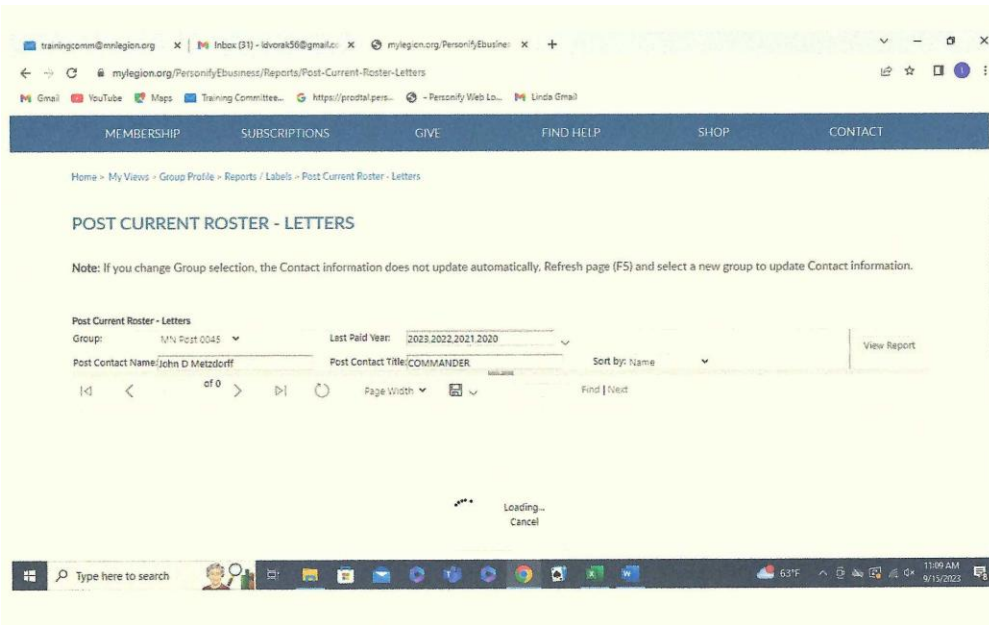 trainingcomm@mnlegion.org Inbox (31) - ldvorak56@gmail.co mylegion.org/PersonifyEbusines
mylegion.org/PersonifyEbusiness/Reports/Post-Current-Roster-Letters
Gmail YouTube Maps Training Committee... https://prodtal.pers... - Personify Web Lo... Linda Gmail
MEMBERSHIP SUBSCRIPTIONS GIVE FIND HELP SHOP CONTACT
Home > My Views > Group Profile > Reports / Labels > Post Current Roster - Letters
POST CURRENT ROSTER - LETTERS
Note: If you change Group selection, the Contact information does not update automatically, Refresh page (F5) and select a new group to update Contact information.
Post Current Roster - Letters
Group: MN Post 0045 Last Paid Year: 2023,2022,2021,2020 View Report
Post Contact Name: John D Metzdorff Post Contact Title: COMMANDER Sort by: Name
of 0 Page Width Find | Next
Loading...
Cancel
Type here to search 63°F 11:09 AM
9/15/2023